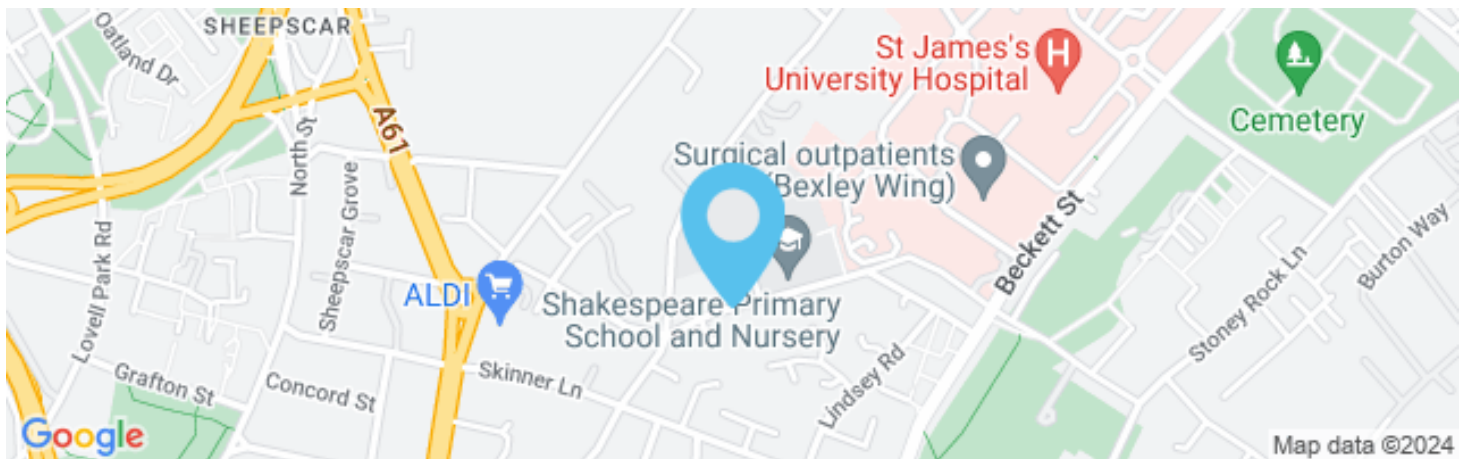 SHEEPSCAR
Oatland Dr
St James's
University Hospital
H
Cemetery
A61
North St
Surgical outpatients
(Bexley Wing)
Sheepscar Grove
Lovell Park Rd
Beckett St
Burton Way
Stoney Rock Ln
ALDI
Shakespeare Primary
School and Nursery
Skinner Ln
Grafton St
Concord St
Lindsey Rd
Google
Map data ©2024